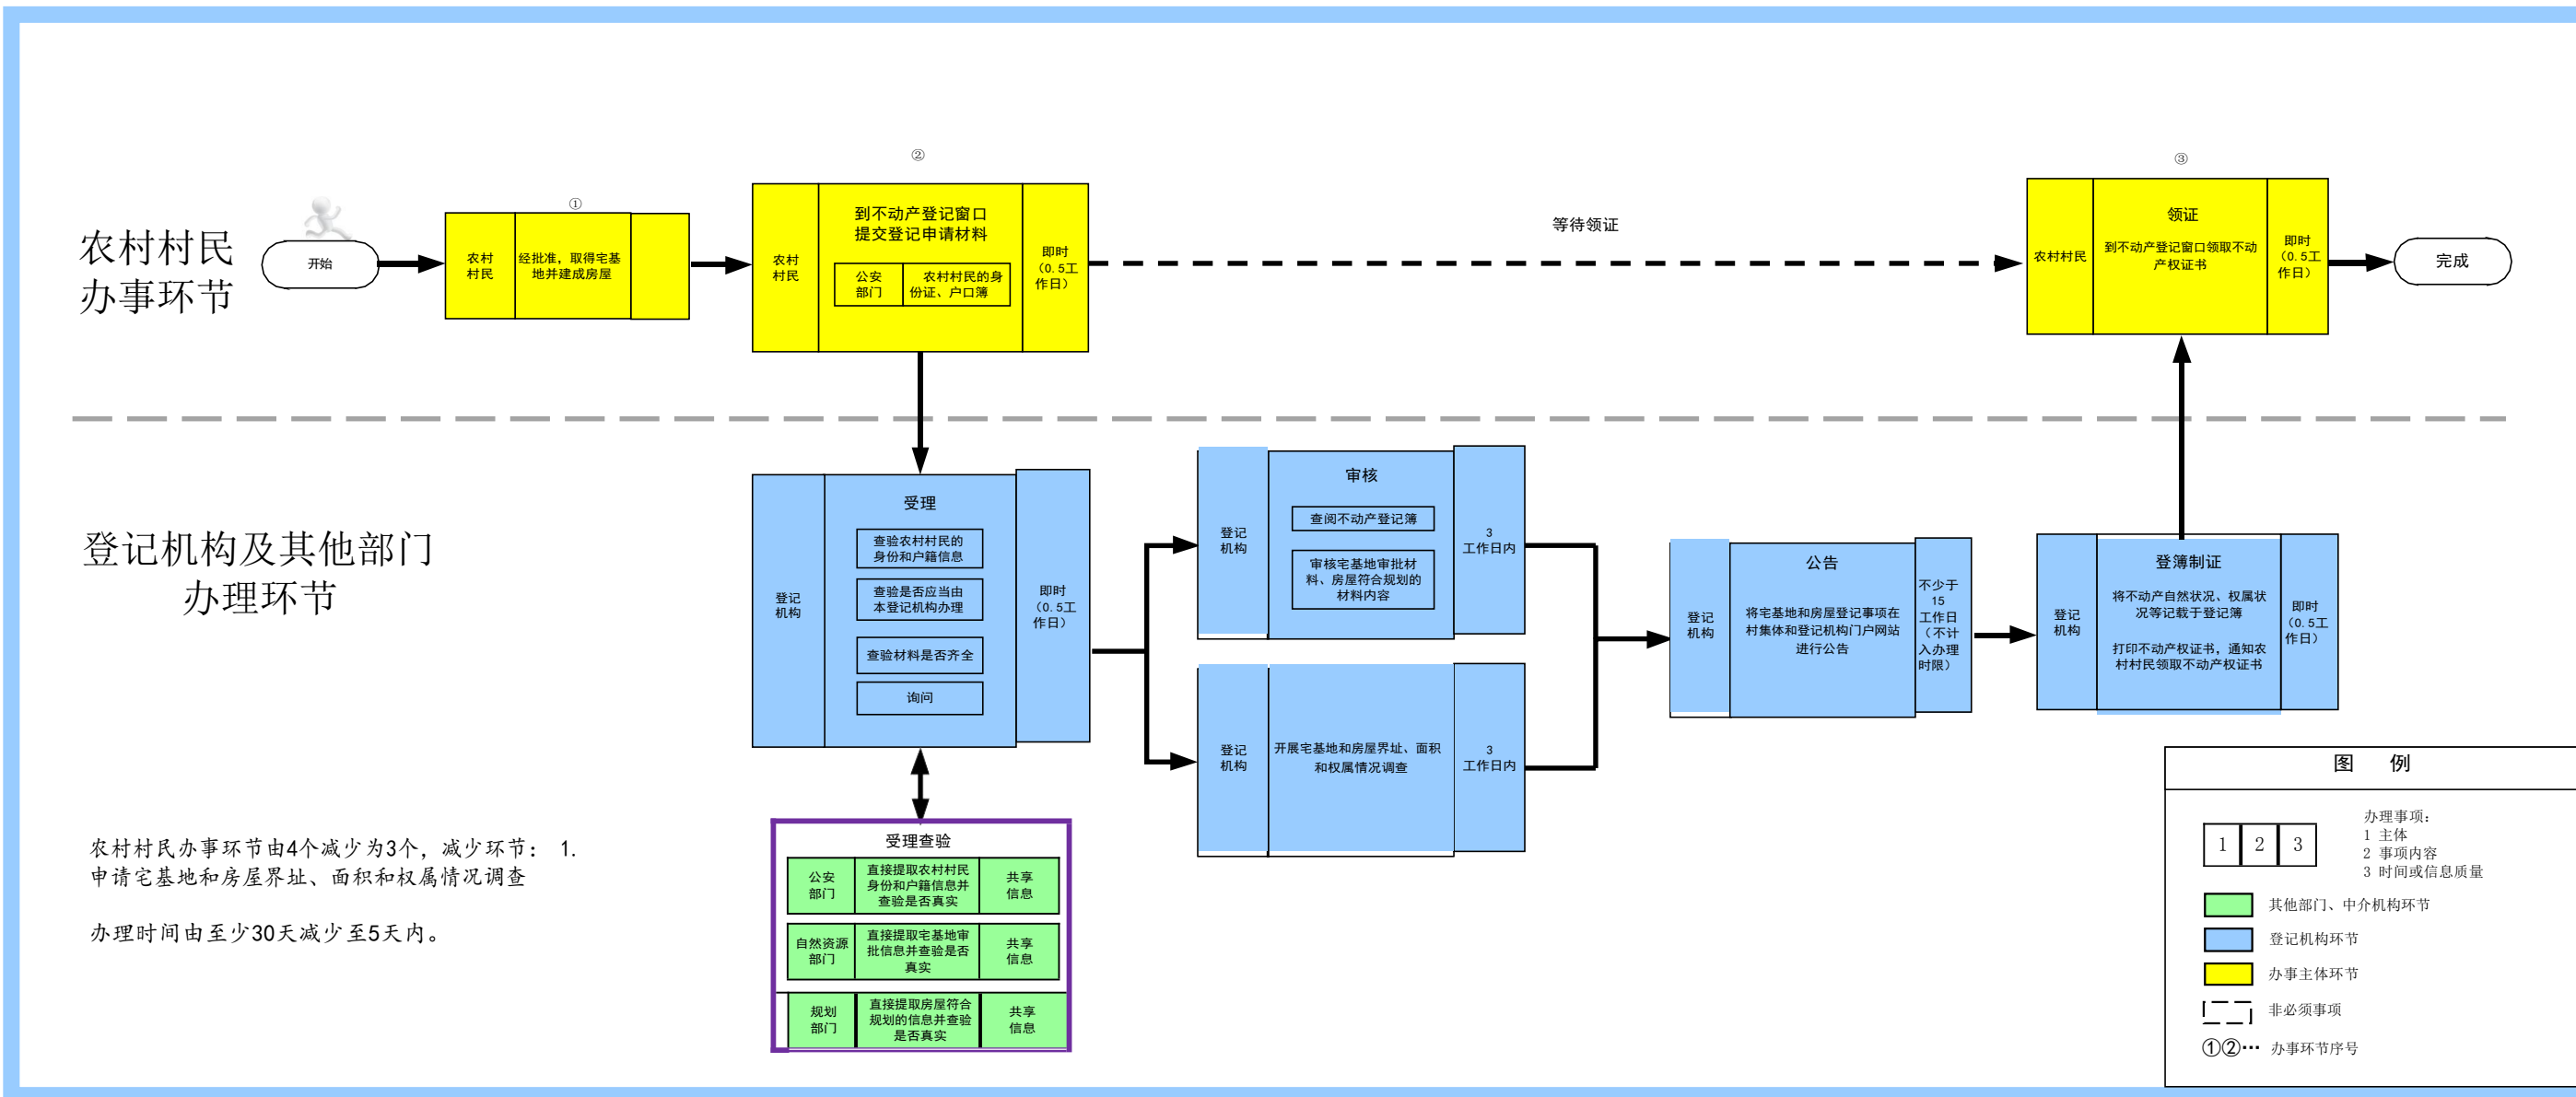 农村村民
办事环节
开始
①
农村
村民
经批准，取得宅基
地并建成房屋
②
农村
村民
到不动产登记窗口
提交登记申请材料
公安
部门
农村村民的身
份证、户口簿
即时
（0.5工
作日）
等待领证
③
农村村民
领证
到不动产登记窗口领取不动
产权证书
即时
（0.5工
作日）
完成
登记机构及其他部门
办理环节
登记
机构
受理
查验农村村民的
身份和户籍信息
查验是否应当由
本登记机构办理
查验材料是否齐全
询问
即时
（0.5工
作日）
登记
机构
审核
查阅不动产登记簿
审核宅基地审批材
料、房屋符合规划的
材料内容
3
工作日内
登记
机构
开展宅基地和房屋界址、面积
和权属情况调查
3
工作日内
登记
机构
公告
将宅基地和房屋登记事项在
村集体和登记机构门户网站
进行公告
不少于
15
工作日
（不计
入办理
时限）
登记
机构
登簿制证
将不动产自然状况、权属状
况等记载于登记簿
打印不动产权证书，通知农
村村民领取不动产权证书
即时
（0.5工
作日）
受理查验
公安
部门
直接提取农村村民
身份和户籍信息并
查验是否真实
共享
信息
自然资源
部门
直接提取宅基地审
批信息并查验是否
真实
共享
信息
规划
部门
直接提取房屋符合
规划的信息并查验
是否真实
共享
信息
农村村民办事环节由4个减少为3个，减少环节： 1.
申请宅基地和房屋界址、面积和权属情况调查
办理时间由至少30天减少至5天内。
图 例
1 2 3
办理事项：
1 主体
2 事项内容
3 时间或信息质量
其他部门、中介机构环节
登记机构环节
办事主体环节
非必须事项
①②… 办事环节序号